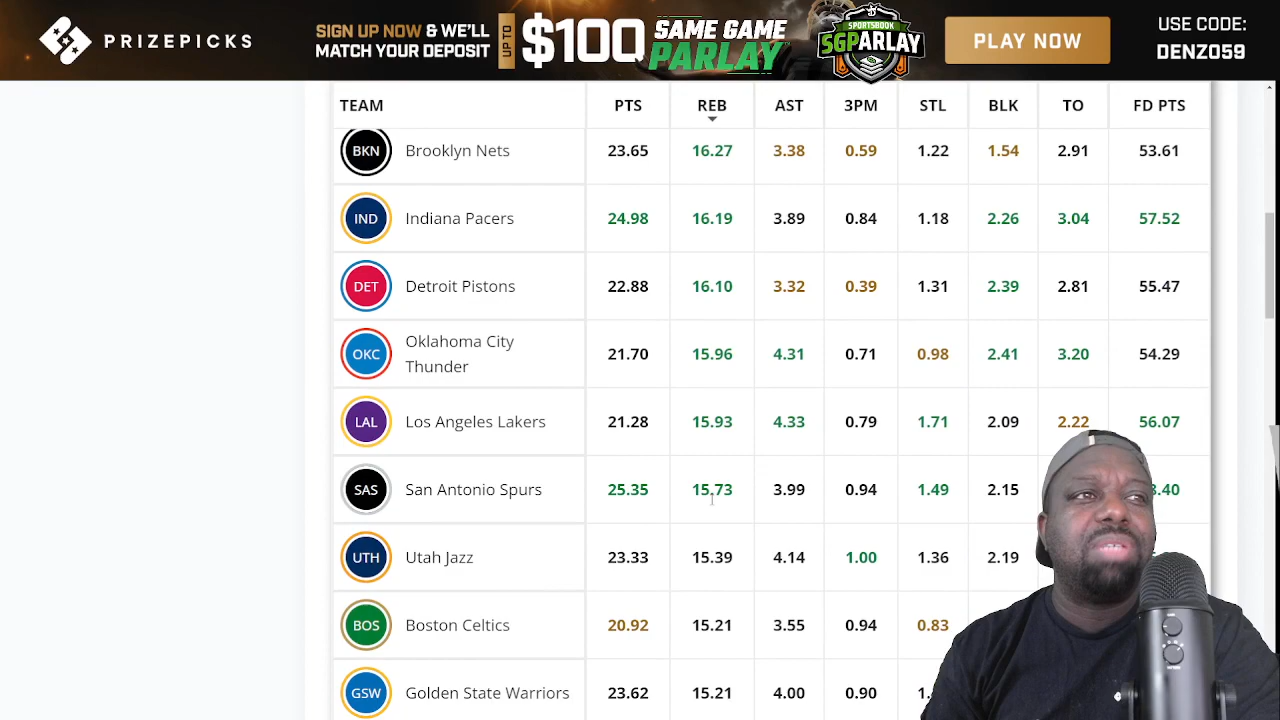 PRIZEPICKS
SIGN UP NOW & WE'LL
MATCH YOUR DEPOSIT
UP TO
$100
SAME GAME
PARLAY
SPORTSBOOK
SGPARLAY
PLAY NOW
USE CODE:
DENZO59
TEAM PTS REB AST 3PM STL BLK TO FD PTS
BKN Brooklyn Nets 23.65 16.27 3.38 0.59 1.22 1.54 2.91 53.61
IND Indiana Pacers 24.98 16.19 3.89 0.84 1.18 2.26 3.04 57.52
DET Detroit Pistons 22.88 16.10 3.32 0.39 1.31 2.39 2.81 55.47
OKC Oklahoma City
Thunder 21.70 15.96 4.31 0.71 0.98 2.41 3.20 54.29
LAL Los Angeles Lakers 21.28 15.93 4.33 0.79 1.71 2.09 2.22 56.07
SAS San Antonio Spurs 25.35 15.73 3.99 0.94 1.49 2.15 .40
UTH Utah Jazz 23.33 15.39 4.14 1.00 1.36 2.19
BOS Boston Celtics 20.92 15.21 3.55 0.94 0.83
GSW Golden State Warriors 23.62 15.21 4.00 0.90 1.